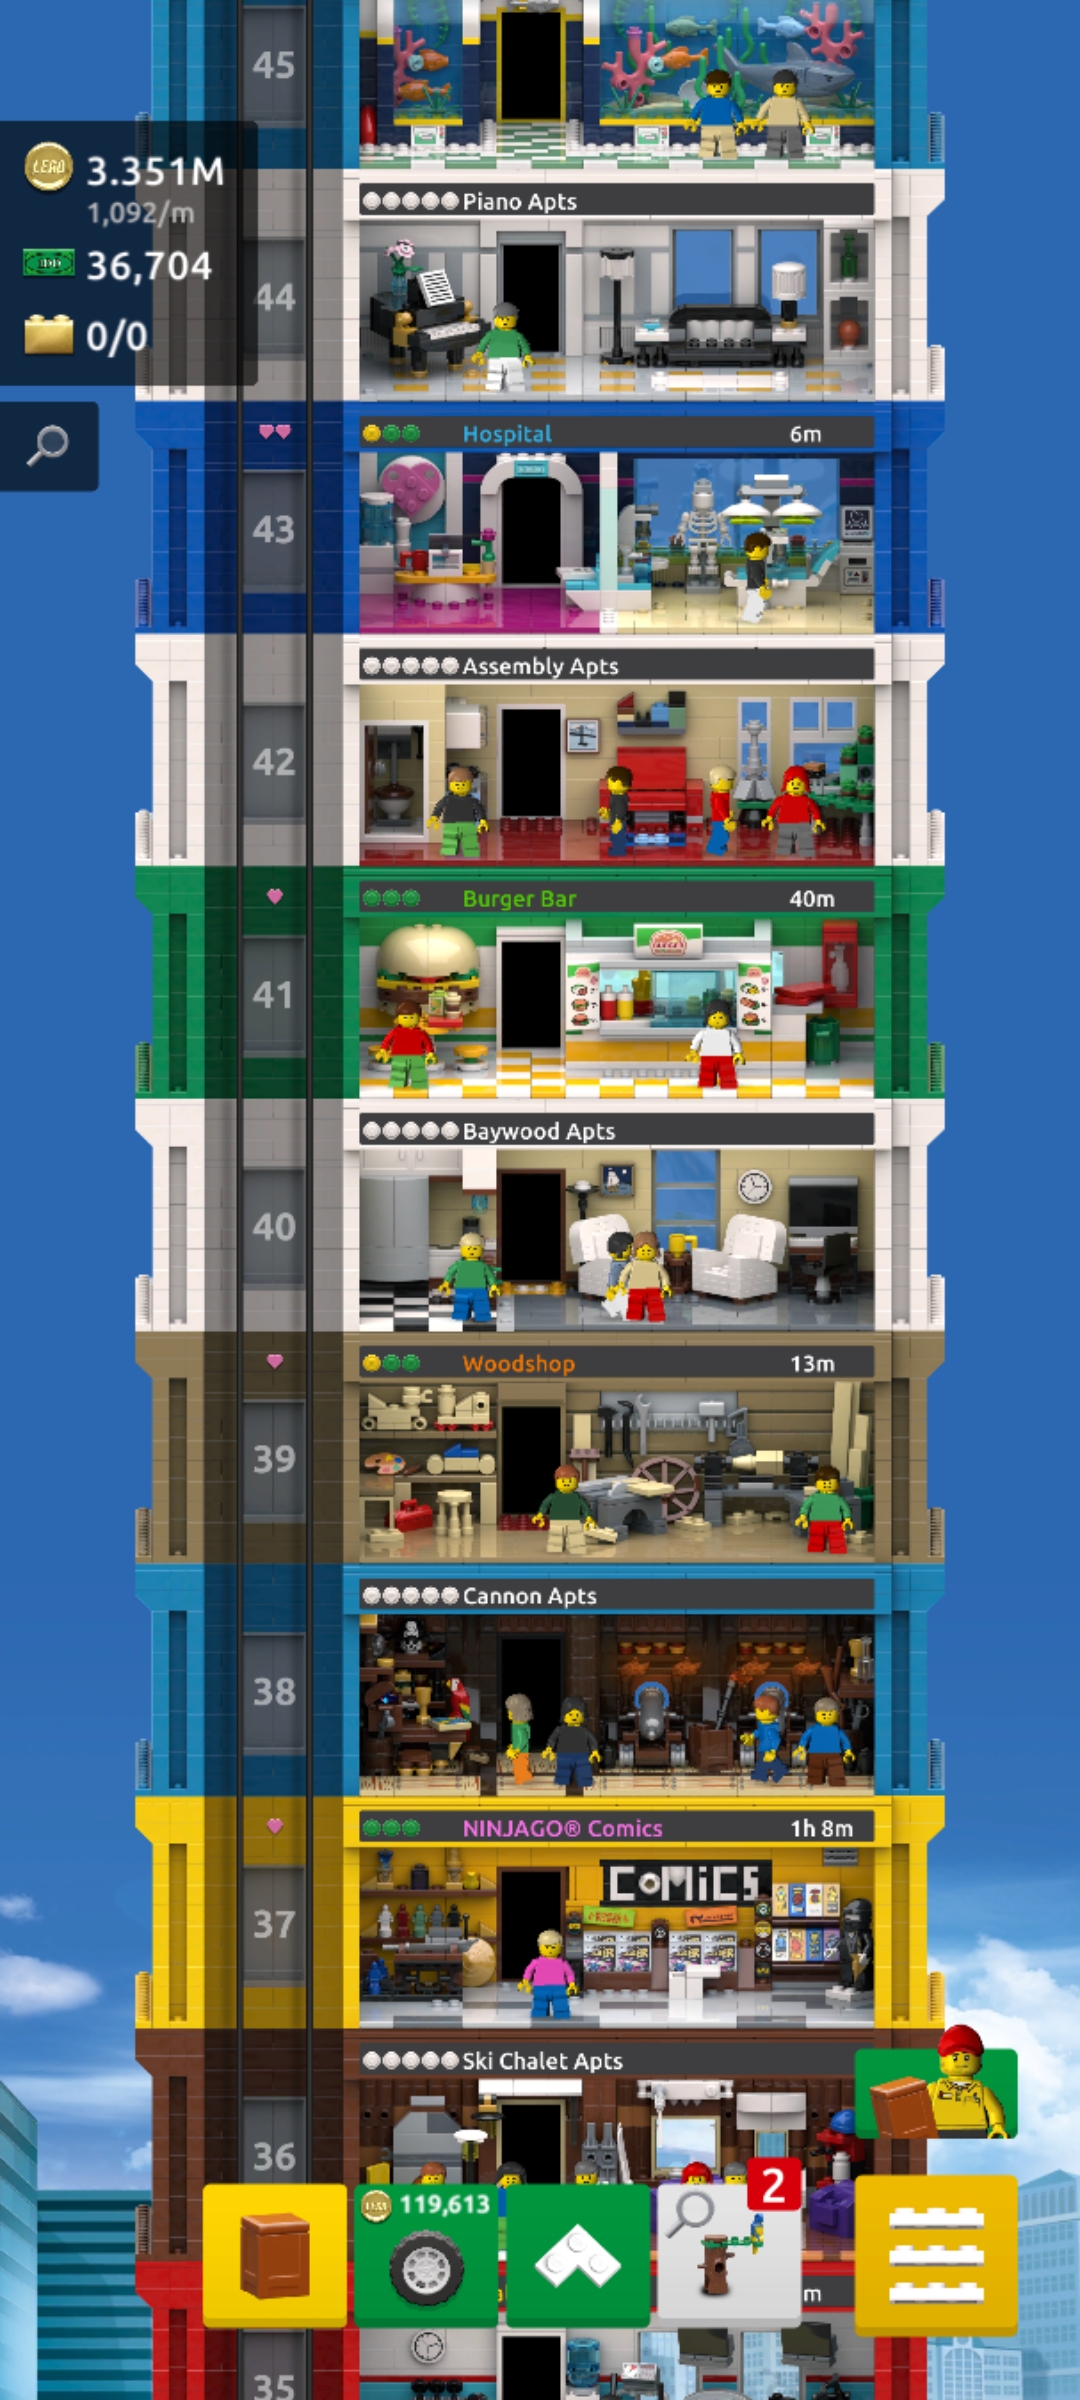 45
LEGO 3.351M
1,092/m
36,704
0/0
Piano Apts
44
Hospital 6m
43
Assembly Apts
42
Burger Bar 40m
41
Baywood Apts
40
Woodshop 13m
39
Cannon Apts
38
NINJAGO® Comics 1h 8m
37
COMiCS
Ski Chalet Apts
36
2
119,613
m
35